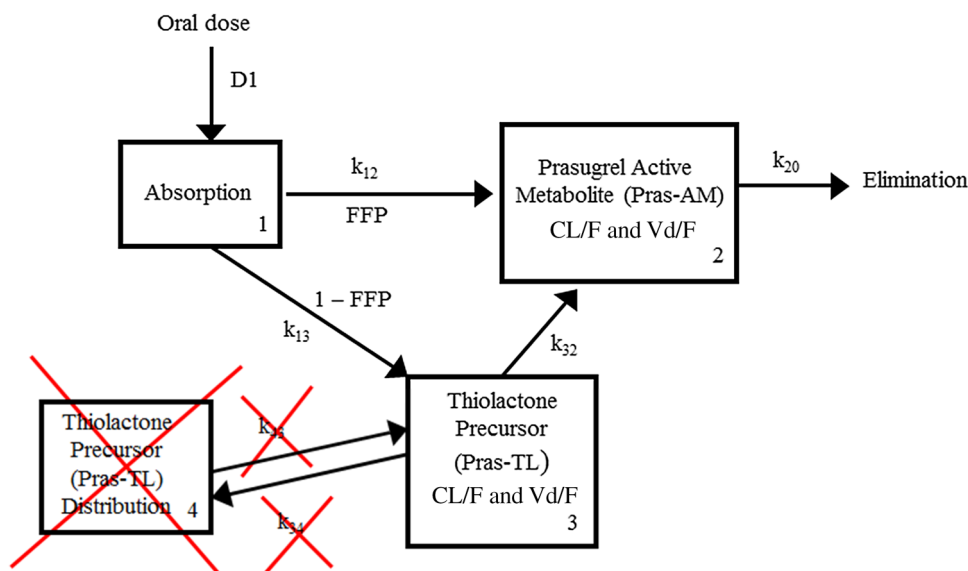 Oral dose
D1
Absorption
1
k12
FFP
Prasugrel Active
Metabolite (Pras-AM)
CL/F and Vd/F
2
k20
Elimination
1 – FFP
k13
k32
Thiolactone
Precursor
(Pras-TL)
Distribution 4
k43
k34
Thiolactone
Precursor
(Pras-TL)
CL/F and Vd/F
3